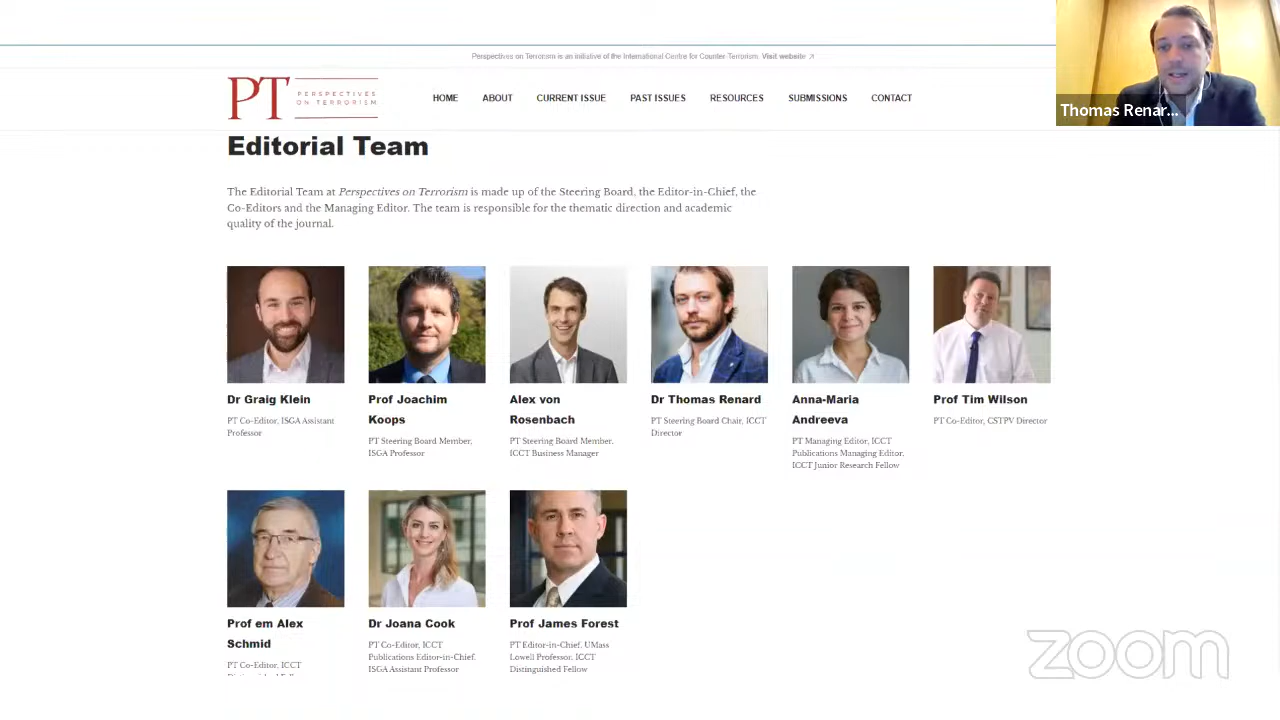 Perspectives on Terrorism is an initiative of the International Centre for Counter-Terrorism. Visit website ↗
PT PERSPECTIVES
ON TERRORISM
HOME ABOUT CURRENT ISSUE PAST ISSUES RESOURCES SUBMISSIONS CONTACT
Thomas Renar...
Editorial Team
The Editorial Team at Perspectives on Terrorism is made up of the Steering Board, the Editor-in-Chief, the
Co-Editors and the Managing Editor. The team is responsible for the thematic direction and academic
quality of the journal.
Dr Graig Klein
PT Co-Editor, ISGA Assistant
Professor
Prof Joachim
Koops
PT Steering Board Member,
ISGA Professor
Alex von
Rosenbach
PT Steering Board Member,
ICCT Business Manager
Dr Thomas Renard
PT Steering Board Chair, ICCT
Director
Anna-Maria
Andreeva
PT Managing Editor, ICCT
Publications Managing Editor,
ICCT Junior Research Fellow
Prof Tim Wilson
PT Co-Editor, CSTPV Director
Prof em Alex
Schmid
PT Co-Editor, ICCT
Dr Joana Cook
PT Co-Editor, ICCT
Publications Editor-in-Chief,
ISGA Assistant Professor
Prof James Forest
PT Editor-in-Chief, UMass
Lowell Professor, ICCT
Distinguished Fellow
zoom